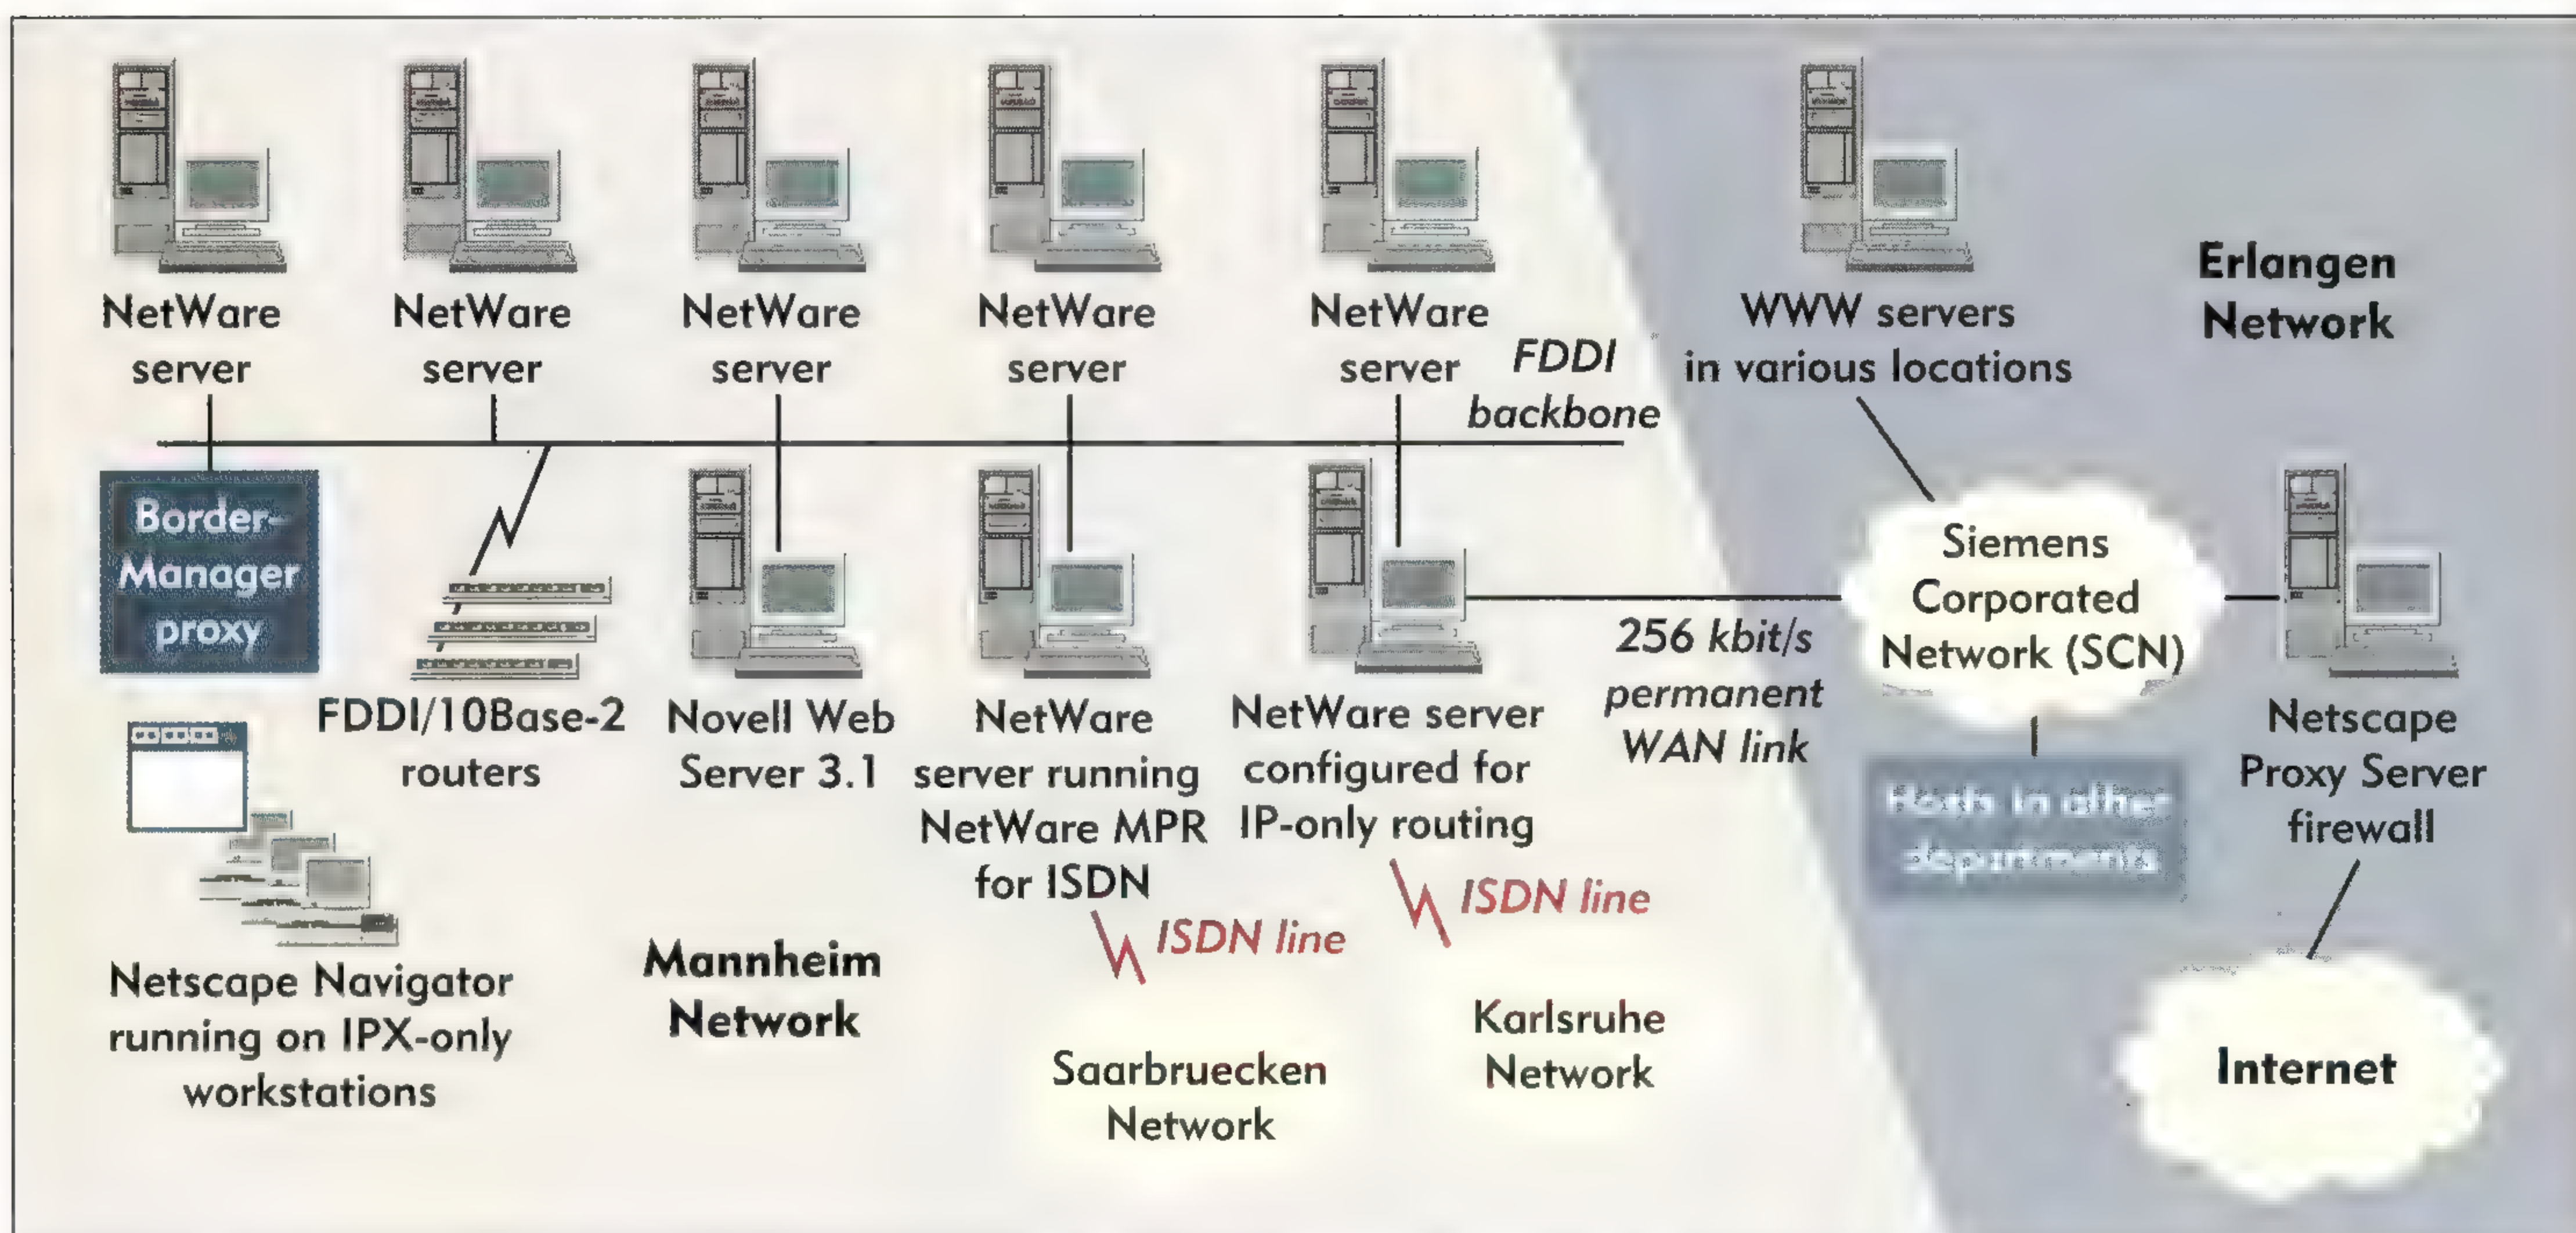 NetWare
server
NetWare
server
NetWare
server
NetWare
server
NetWare
server
FDDI
backbone
WWW servers
in various locations
Erlangen
Network
Border-
Manager
proxy
FDDI/10Base-2
routers
Novell Web
Server 3.1
NetWare
server running
NetWare MPR
for ISDN
NetWare server
configured for
IP-only routing
256 kbit/s
permanent
WAN link
Siemens
Corporated
Network (SCN)
Netscape
Proxy Server
firewall
Hosts in other
departments
ISDN line
ISDN line
Netscape Navigator
running on IPX-only
workstations
Mannheim
Network
Saarbruecken
Network
Karlsruhe
Network
Internet